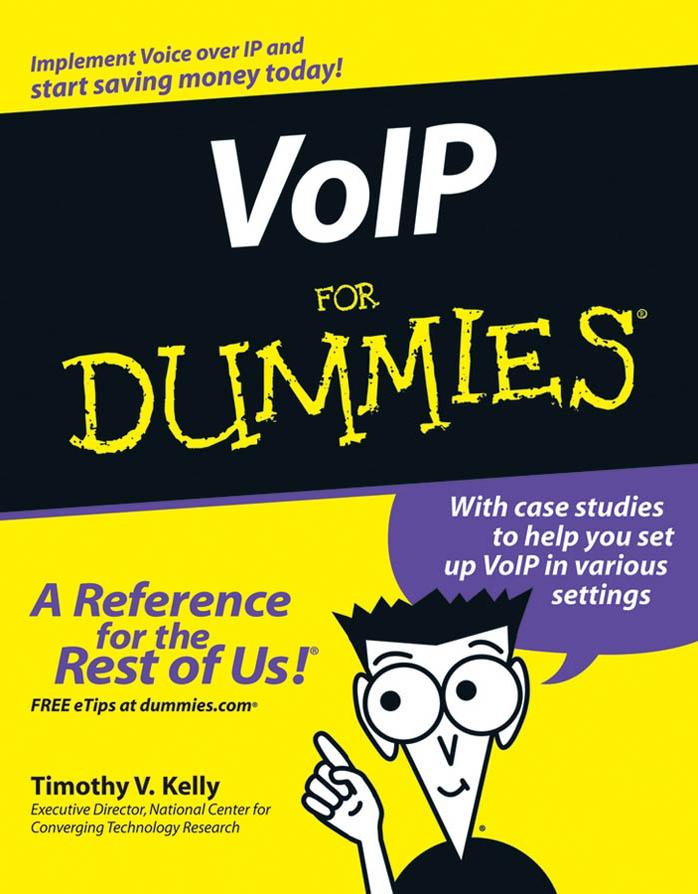 Implement Voice over IP and
start saving money today!
VoIP
FOR
DUMMIES®
With case studies
to help you set
up VoIP in various
settings
A Reference
for the
Rest of Us!®
FREE eTips at dummies.com®
Timothy V. Kelly
Executive Director, National Center for
Converging Technology Research
®